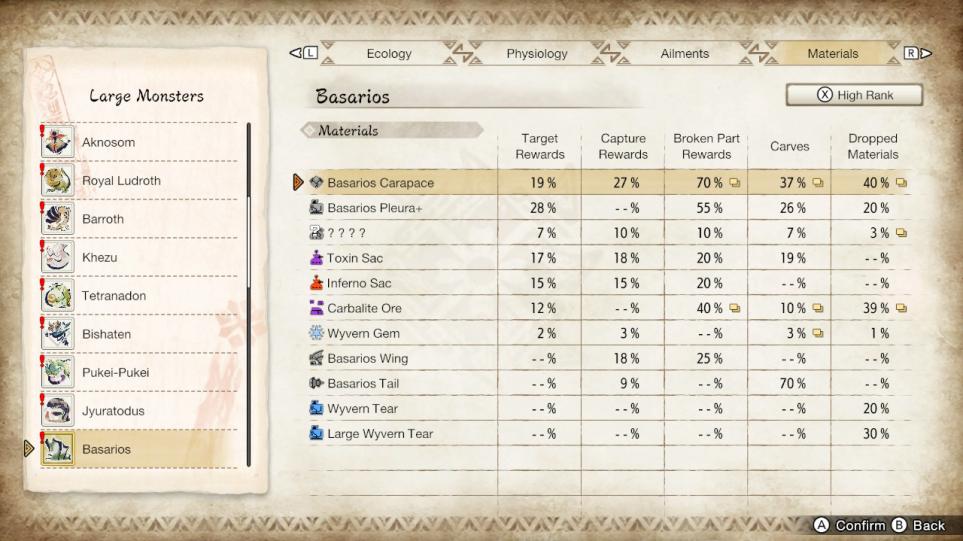 Large Monsters
Aknosom
Royal Ludroth
Barroth
Khezu
Tetranadon
Bishaten
Pukei-Pukei
Jyuratodus
Basarios
L Ecology Physiology Ailments Materials R
Basarios
X High Rank
Materials
Target Rewards Capture Rewards Broken Part Rewards Carves Dropped Materials
Basarios Carapace 19 % 27 % 70 % 37 % 40 %
Basarios Pleura+ 28 % - - % 55 % 26 % 20 %
? ? ? ? 7 % 10 % 10 % 7 % 3 %
Toxin Sac 17 % 18 % 20 % 19 % - - %
Inferno Sac 15 % 15 % 20 % - - % - - %
Carbalite Ore 12 % - - % 40 % 10 % 39 %
Wyvern Gem 2 % 3 % - - % 3 % 1 %
Basarios Wing - - % 18 % 25 % - - % - - %
Basarios Tail - - % 9 % - - % 70 % - - %
Wyvern Tear - - % - - % - - % - - % 20 %
Large Wyvern Tear - - % - - % - - % - - % 30 %
A Confirm B Back